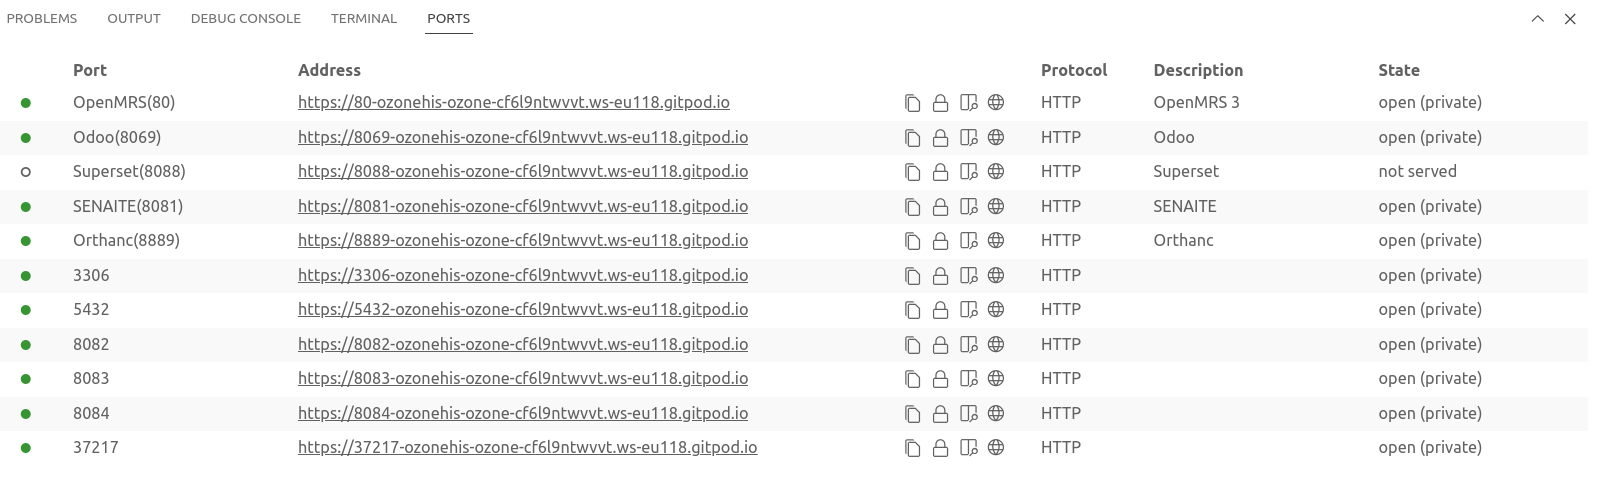 PROBLEMS OUTPUT DEBUG CONSOLE TERMINAL PORTS
Port Address Protocol Description State
OpenMRS(80) https://80-ozonehis-ozone-cf6l9ntwvvt.ws-eu118.gitpod.io HTTP OpenMRS 3 open (private)
Odoo(8069) https://8069-ozonehis-ozone-cf6l9ntwvvt.ws-eu118.gitpod.io HTTP Odoo open (private)
Superset(8088) https://8088-ozonehis-ozone-cf6l9ntwvvt.ws-eu118.gitpod.io HTTP Superset not served
SENAITE(8081) https://8081-ozonehis-ozone-cf6l9ntwvvt.ws-eu118.gitpod.io HTTP SENAITE open (private)
Orthanc(8889) https://8889-ozonehis-ozone-cf6l9ntwvvt.ws-eu118.gitpod.io HTTP Orthanc open (private)
3306 https://3306-ozonehis-ozone-cf6l9ntwvvt.ws-eu118.gitpod.io HTTP open (private)
5432 https://5432-ozonehis-ozone-cf6l9ntwvvt.ws-eu118.gitpod.io HTTP open (private)
8082 https://8082-ozonehis-ozone-cf6l9ntwvvt.ws-eu118.gitpod.io HTTP open (private)
8083 https://8083-ozonehis-ozone-cf6l9ntwvvt.ws-eu118.gitpod.io HTTP open (private)
8084 https://8084-ozonehis-ozone-cf6l9ntwvvt.ws-eu118.gitpod.io HTTP open (private)
37217 https://37217-ozonehis-ozone-cf6l9ntwvvt.ws-eu118.gitpod.io HTTP open (private)